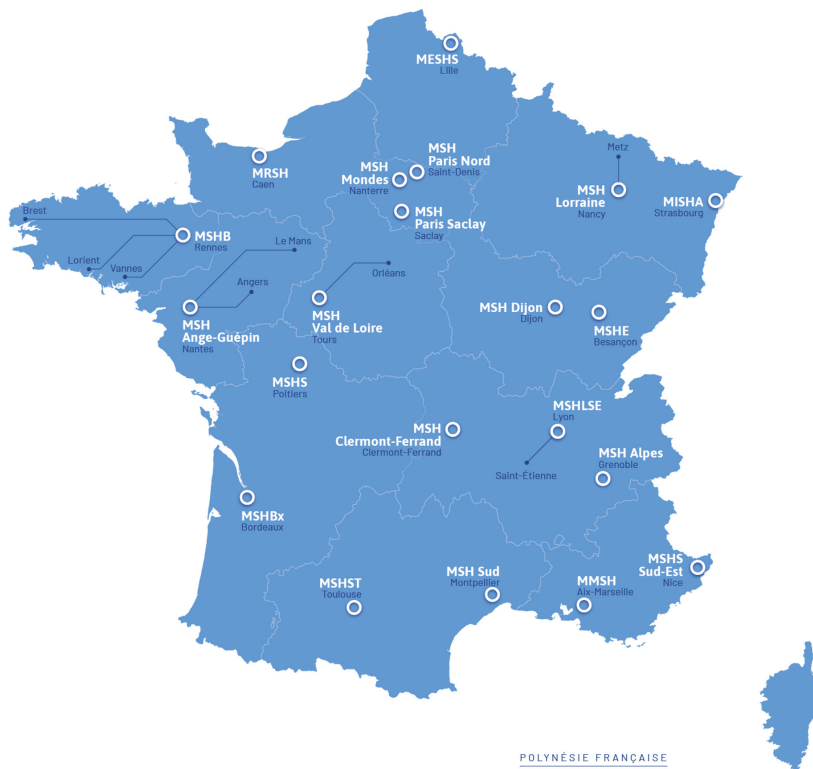 MESHS
Lille
MSH
Paris Nord
Saint-Denis
MSH
Mondes
Nanterre
MRSH
Caen
Metz
MSH
Lorraine
Nancy
MISHA
Strasbourg
MSH
Paris Saclay
Saclay
Brest
MSHB
Rennes
Le Mans
Lorient
Vannes
Angers
Orléans
MSH
Ange-Guépin
Nantes
MSH
Val de Loire
Tours
MSH Dijon
Dijon
MSHE
Besançon
MSHS
Poitiers
MSH
Clermont-Ferrand
Clermont-Ferrand
MSHLSE
Lyon
Saint-Étienne
MSH Alpes
Grenoble
MSHBx
Bordeaux
MSHST
Toulouse
MSH Sud
Montpellier
MMSH
Aix-Marseille
MSHS
Sud-Est
Nice
POLYNÉSIE FRANÇAISE